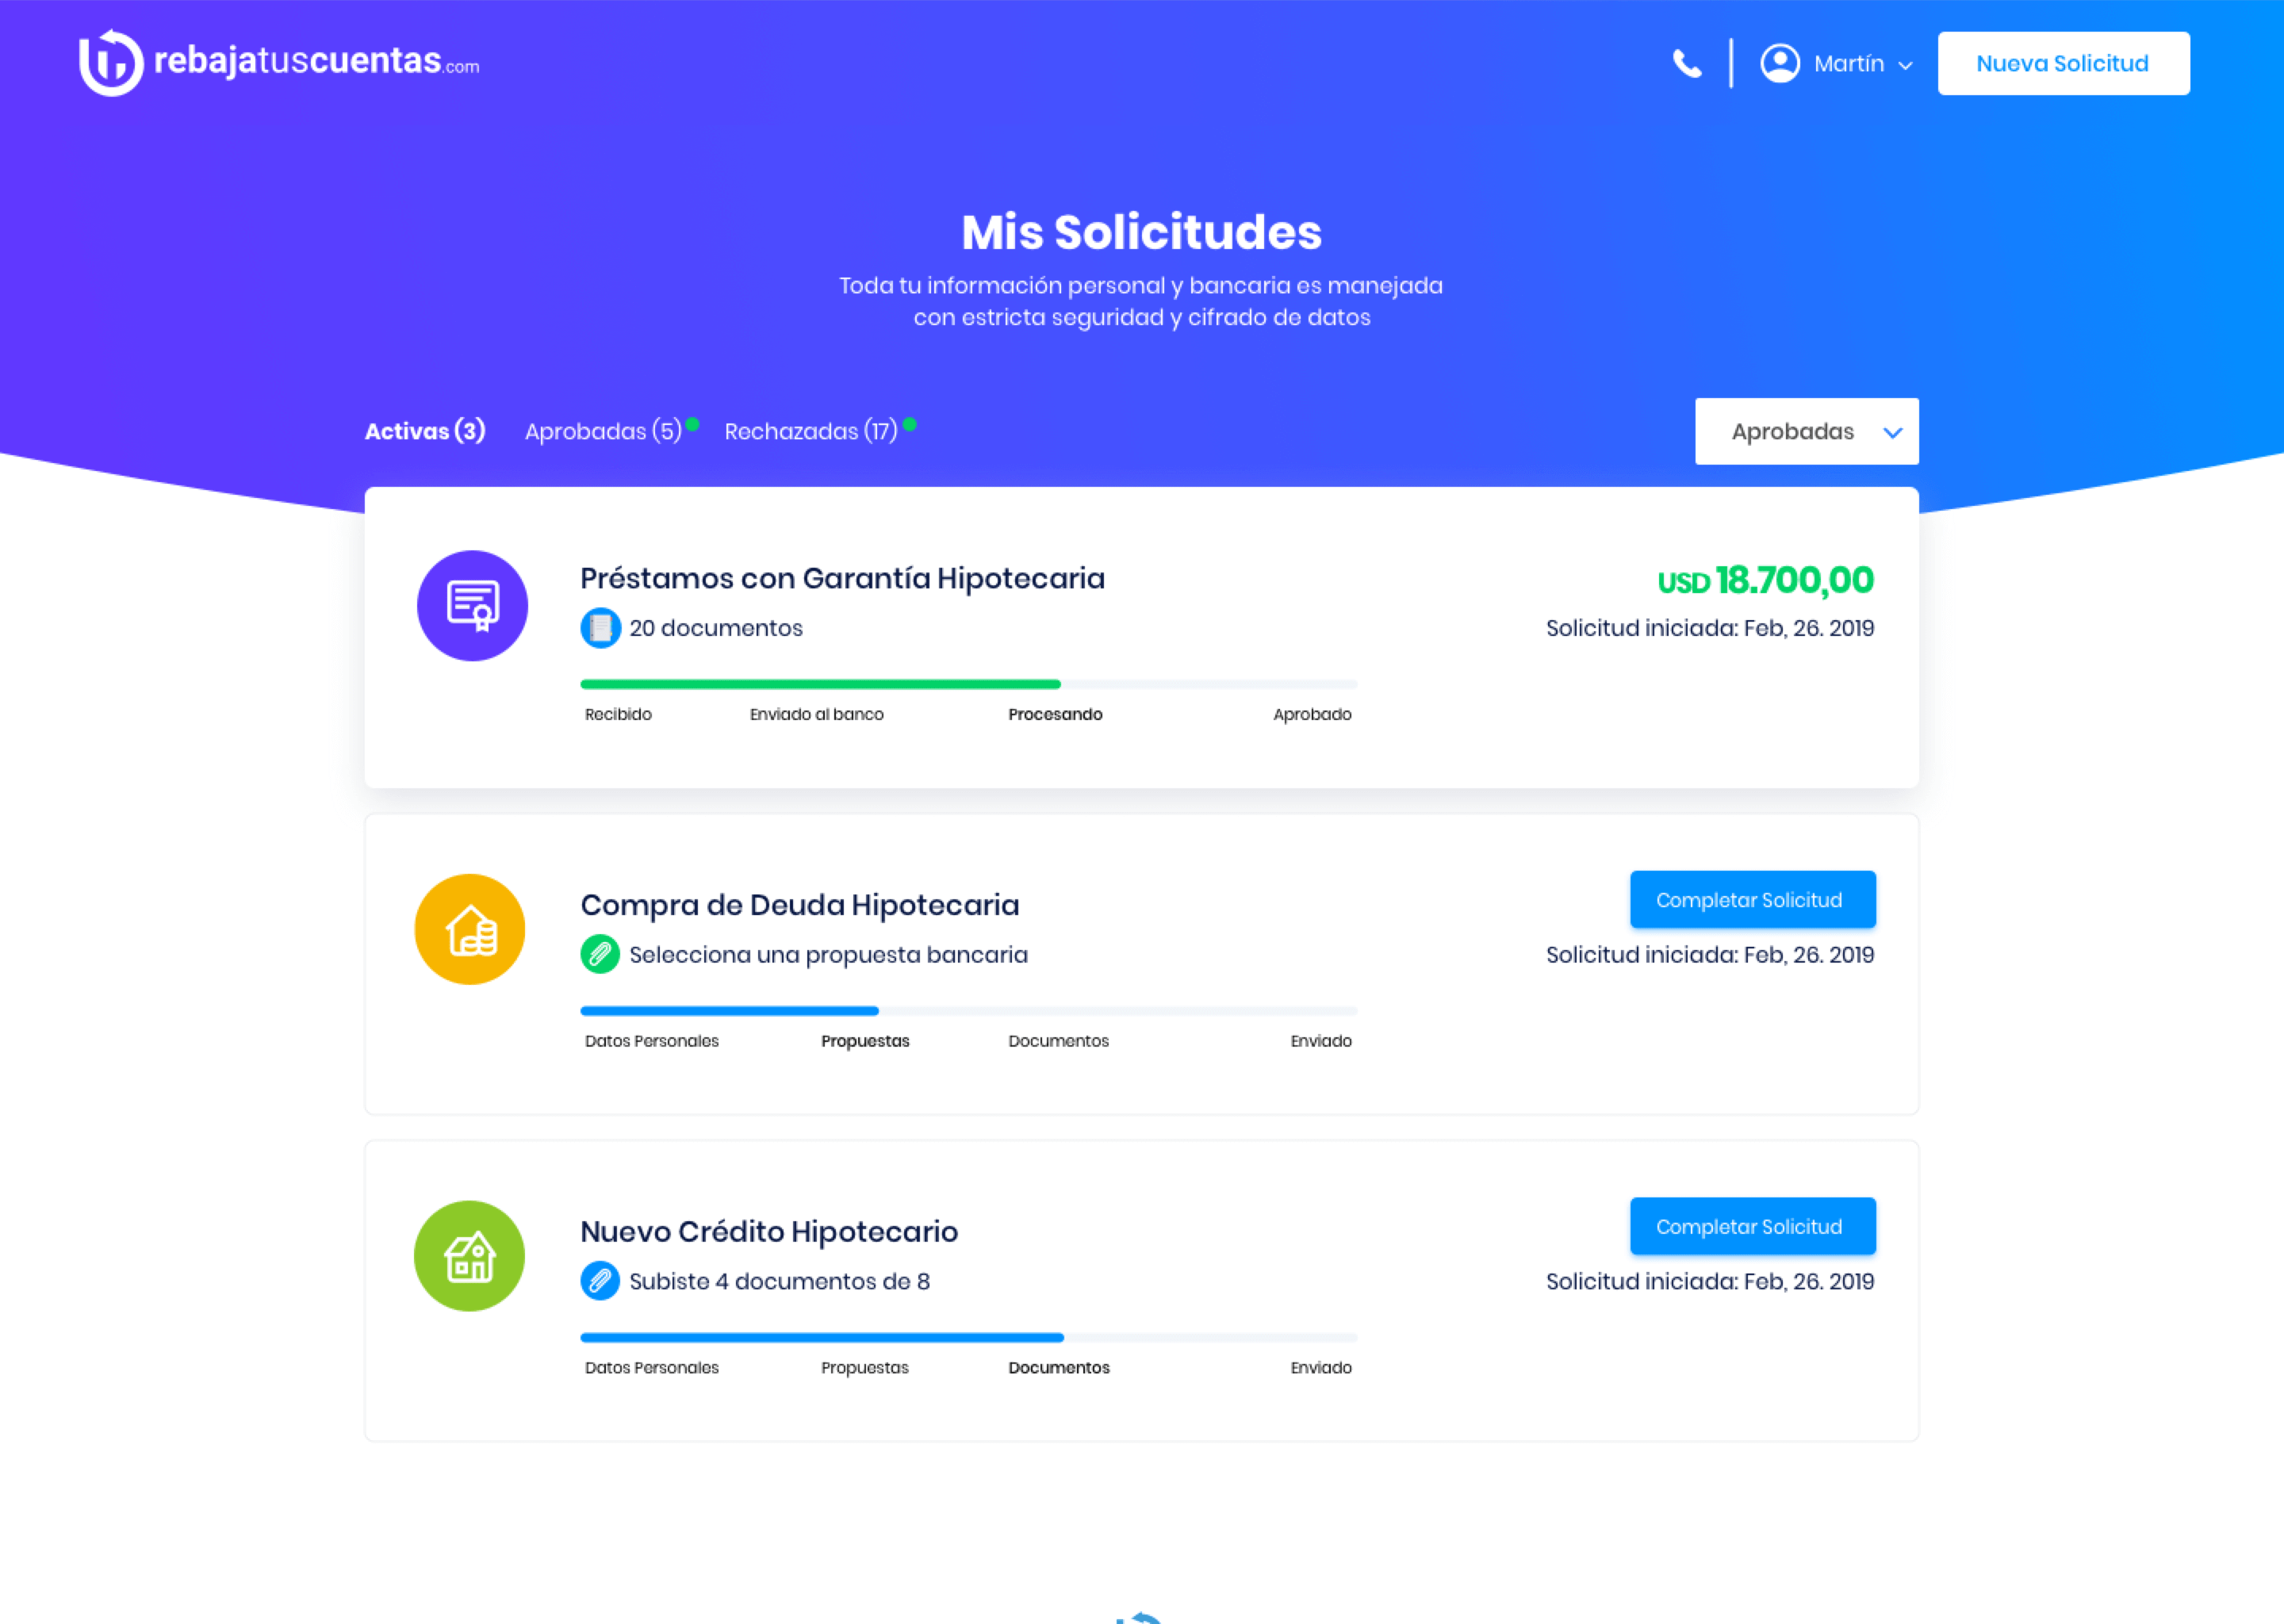 rebajatuscuentas.com
Martín
Nueva Solicitud
Mis Solicitudes
Toda tu información personal y bancaria es manejada
con estricta seguridad y cifrado de datos
Activas (3)
Aprobadas (5)
Rechazadas (17)
Aprobadas
Préstamos con Garantía Hipotecaria
USD 18.700,00
20 documentos
Solicitud iniciada: Feb, 26. 2019
Recibido
Enviado al banco
Procesando
Aprobado
Compra de Deuda Hipotecaria
Completar Solicitud
Selecciona una propuesta bancaria
Solicitud iniciada: Feb, 26. 2019
Datos Personales
Propuestas
Documentos
Enviado
Nuevo Crédito Hipotecario
Completar Solicitud
Subiste 4 documentos de 8
Solicitud iniciada: Feb, 26. 2019
Datos Personales
Propuestas
Documentos
Enviado